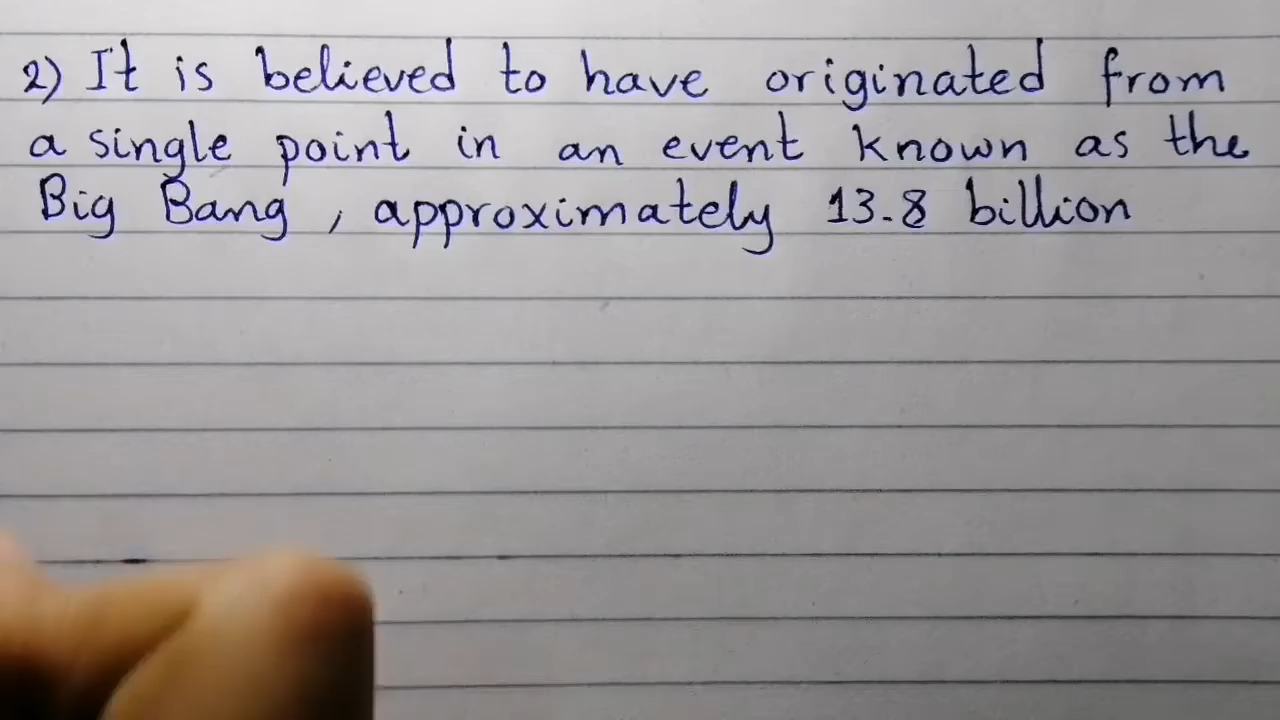 2) It is believed to have originated from
a single point in an event known as the
Big Bang, approximately 13.8 billion